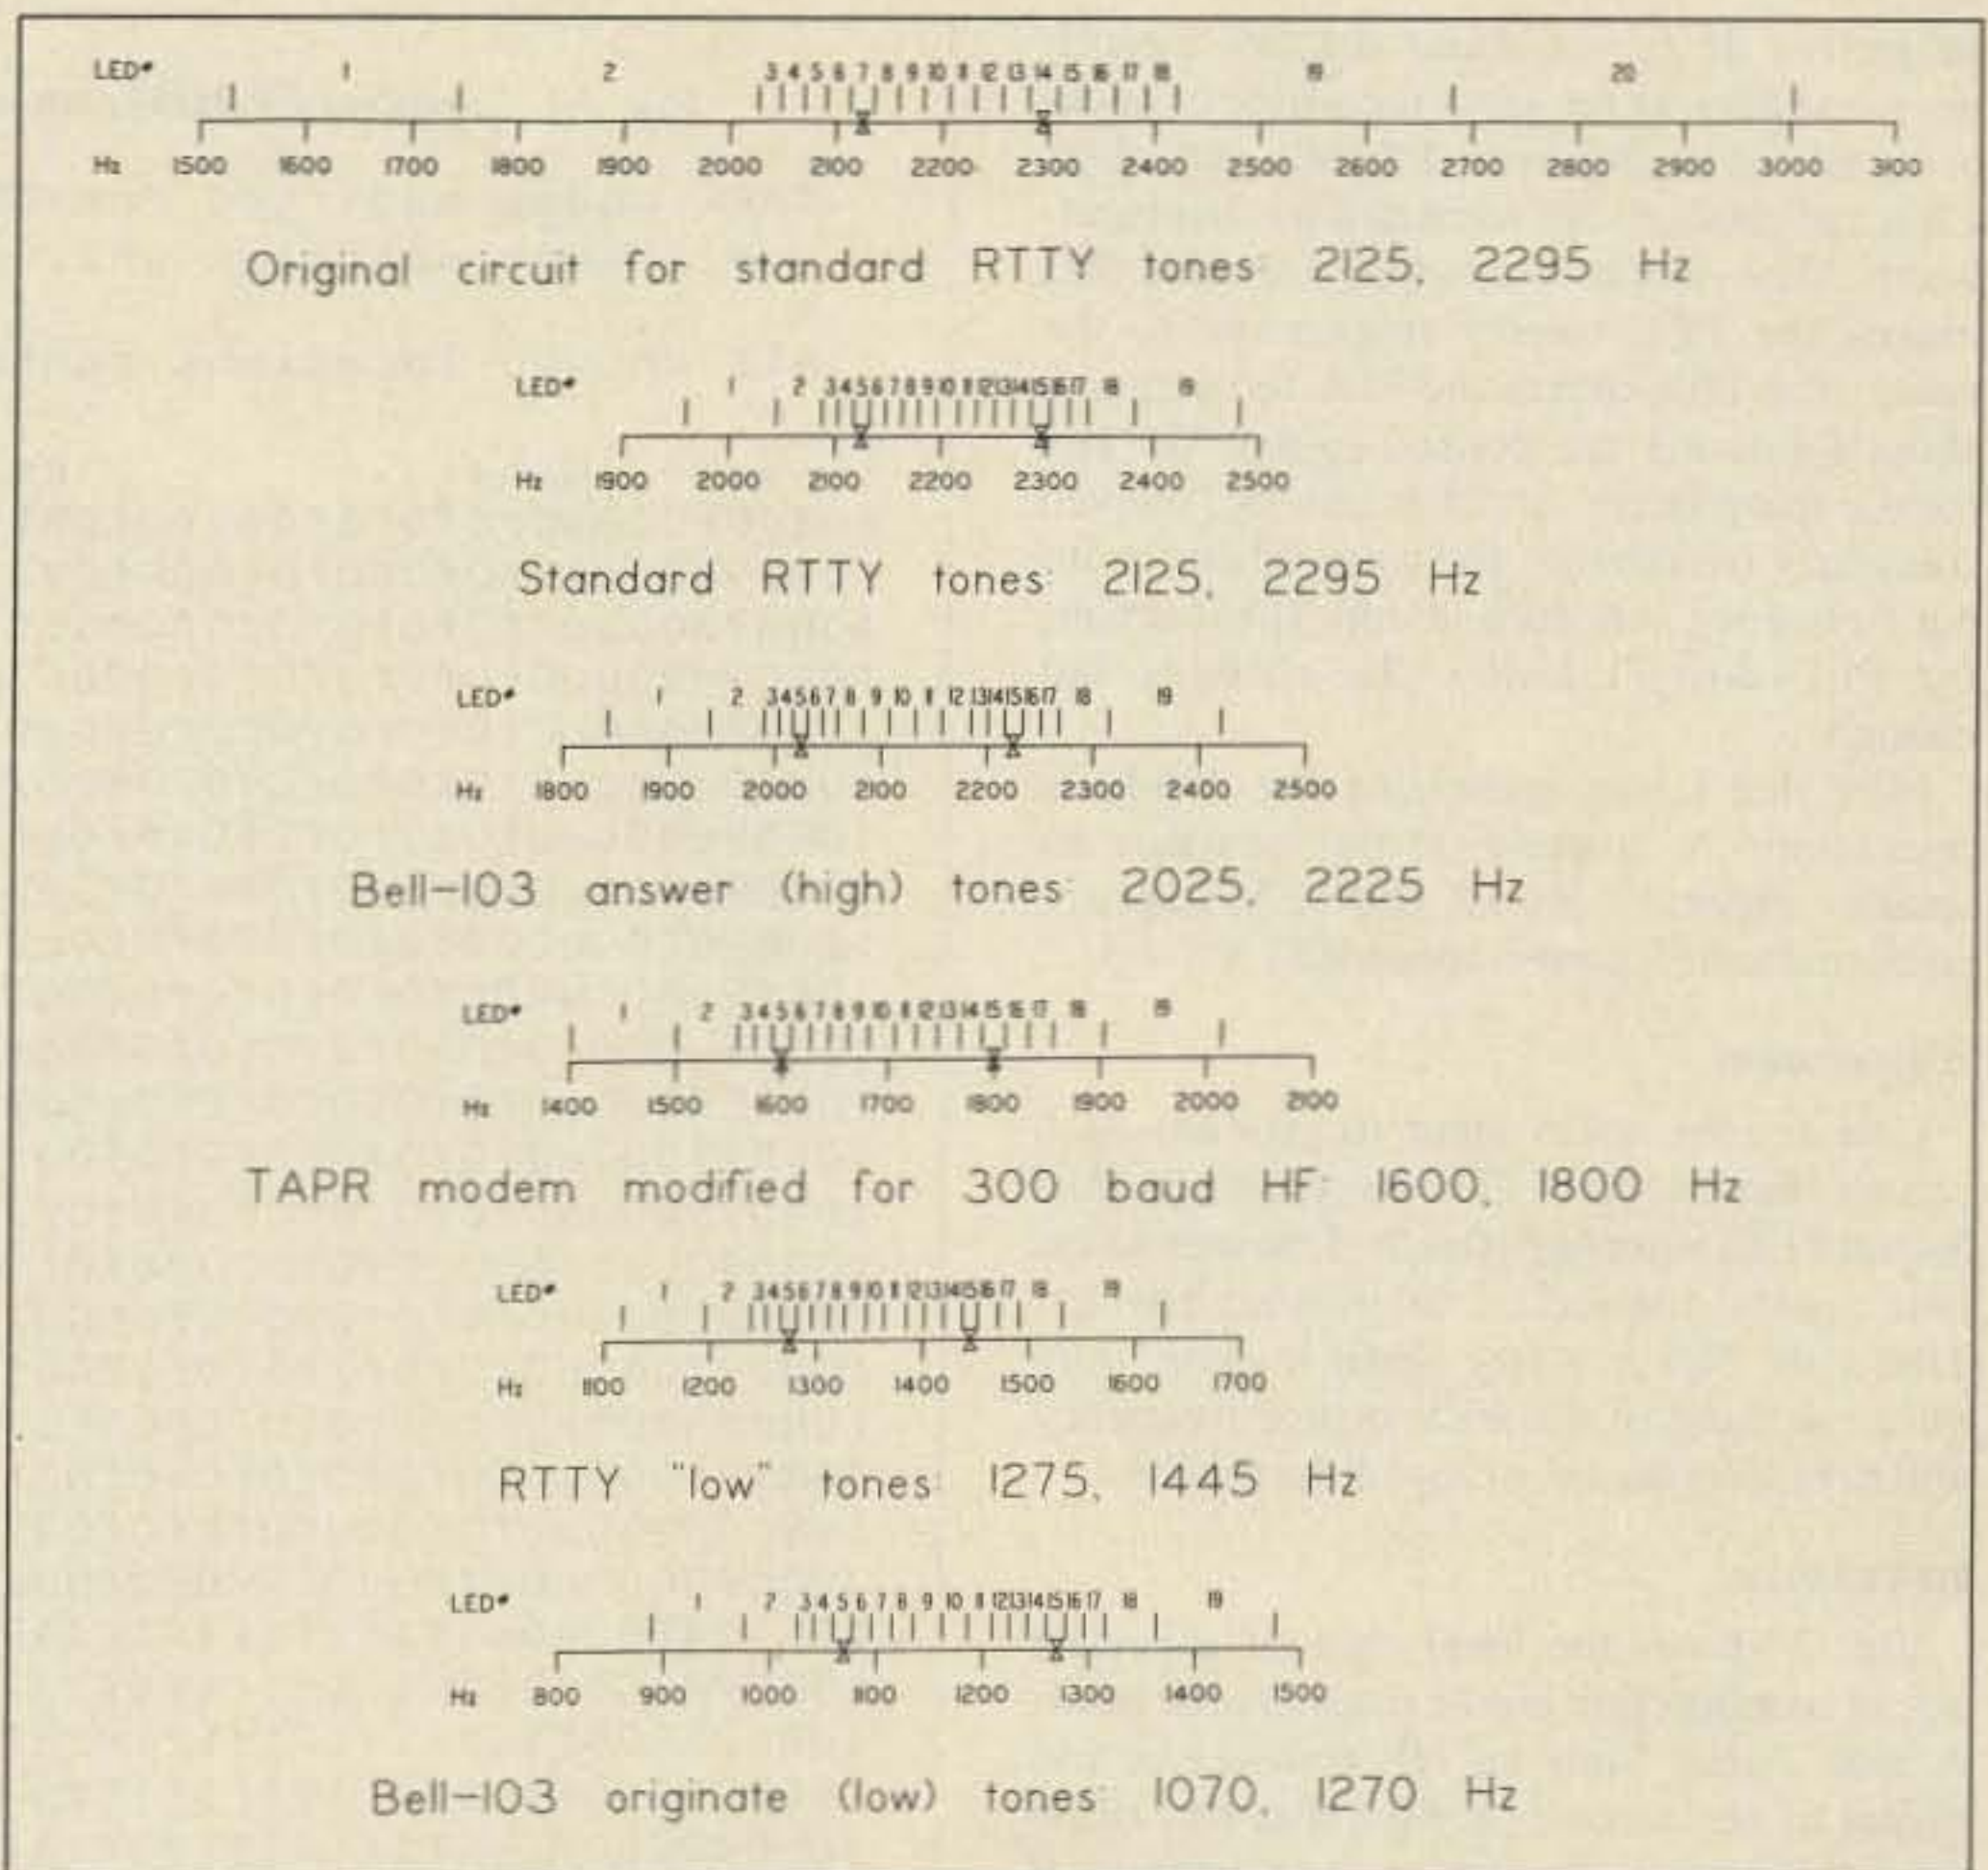 LED# 1 2 3 4 5 6 7 8 9 10 11 12 13 14 15 16 17 18 19 20
Hz 1500 1600 1700 1800 1900 2000 2100 2200 2300 2400 2500 2600 2700 2800 2900 3000 3100
Original circuit for standard RTTY tones: 2125, 2295 Hz
LED# 1 2 3 4 5 6 7 8 9 10 11 12 13 14 15 16 17 18 19
Hz 1900 2000 2100 2200 2300 2400 2500
Standard RTTY tones: 2125, 2295 Hz
LED# 1 2 3 4 5 6 7 8 9 10 11 12 13 14 15 16 17 18 19
Hz 1800 1900 2000 2100 2200 2300 2400 2500
Bell-103 answer (high) tones: 2025, 2225 Hz
LED# 1 2 3 4 5 6 7 8 9 10 11 12 13 14 15 16 17 18 19
Hz 1400 1500 1600 1700 1800 1900 2000 2100
TAPR modem modified for 300 baud HF: 1600, 1800 Hz
LED# 1 2 3 4 5 6 7 8 9 10 11 12 13 14 15 16 17 18 19
Hz 1100 1200 1300 1400 1500 1600 1700
RTTY "low" tones: 1275, 1445 Hz
LED# 1 2 3 4 5 6 7 8 9 10 11 12 13 14 15 16 17 18 19
Hz 800 900 1000 1100 1200 1300 1400 1500
Bell-103 originate (low) tones: 1070, 1270 Hz